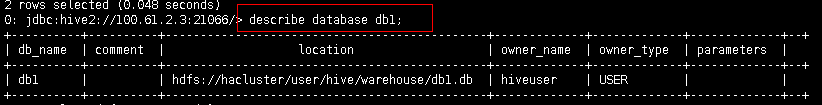 2 rows selected (0.048 seconds)
0: jdbc:hive2://100.61.2.3:21066/> describe database db1;
+----------+----------+-------------------------------------------+-------------+-------------+-------------+--+
| db_name | comment | location | owner_name | owner_type | parameters | |
+----------+----------+-------------------------------------------+-------------+-------------+-------------+--+
| db1 | | hdfs://hacluster/user/hive/warehouse/db1.db | hiveuser | USER | | |
+----------+----------+-------------------------------------------+-------------+-------------+-------------+--+